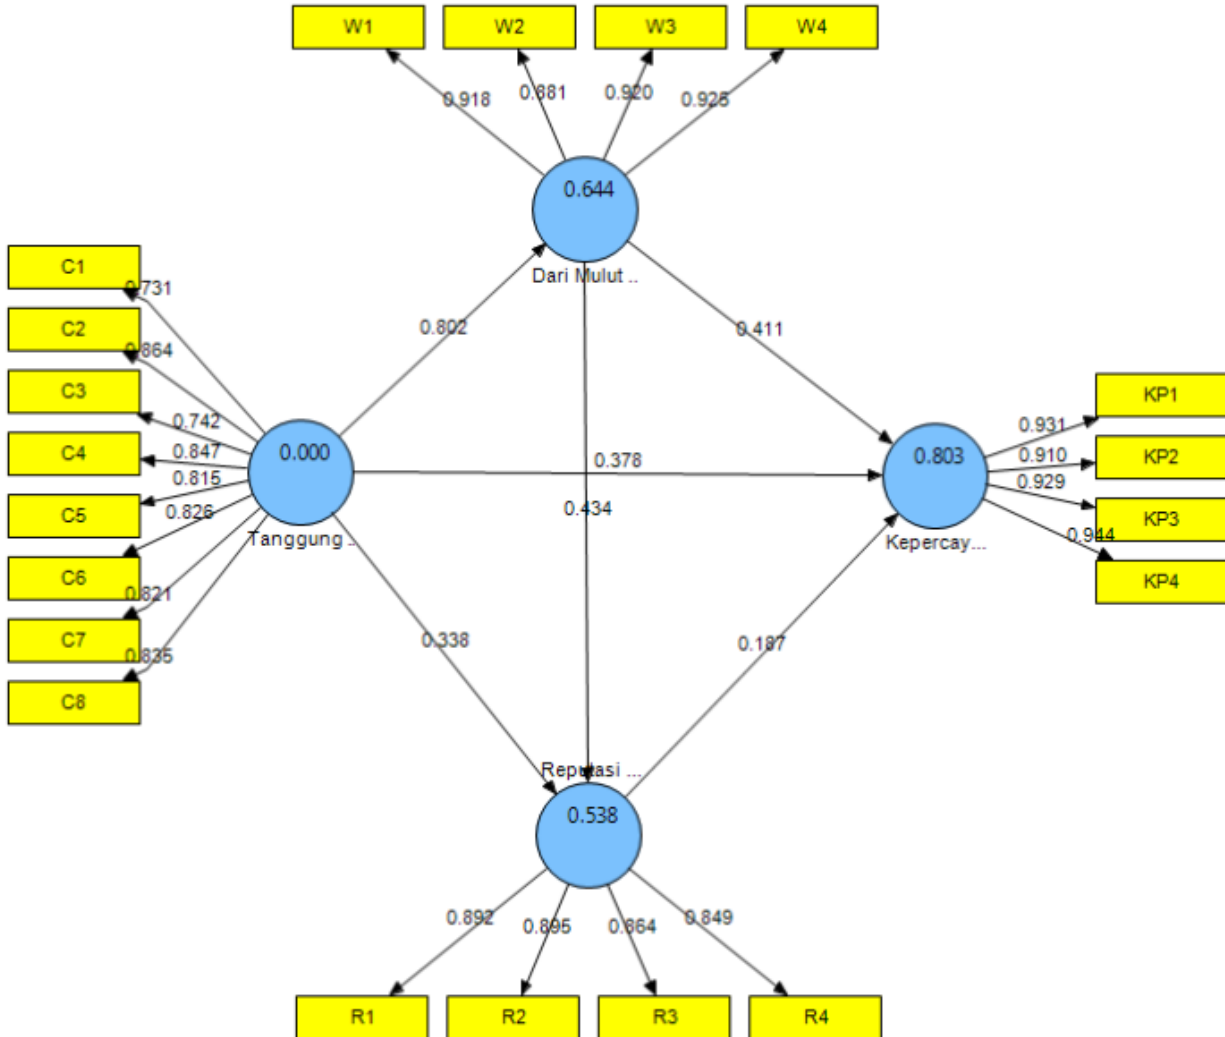 W1
W2
W3
W4
0.918
0.881
0.920
0.925
0.644
Dari Mulut ..
C1
C2
C3
C4
C5
C6
C7
C8
0.731
0.864
0.742
0.847
0.815
0.826
0.821
0.835
0.000
Tanggung ..
0.802
0.411
0.378
0.434
0.338
0.187
0.803
Kepercay...
KP1
KP2
KP3
KP4
0.931
0.910
0.929
0.944
Reputasi ...
0.538
0.892
0.895
0.864
0.849
R1
R2
R3
R4